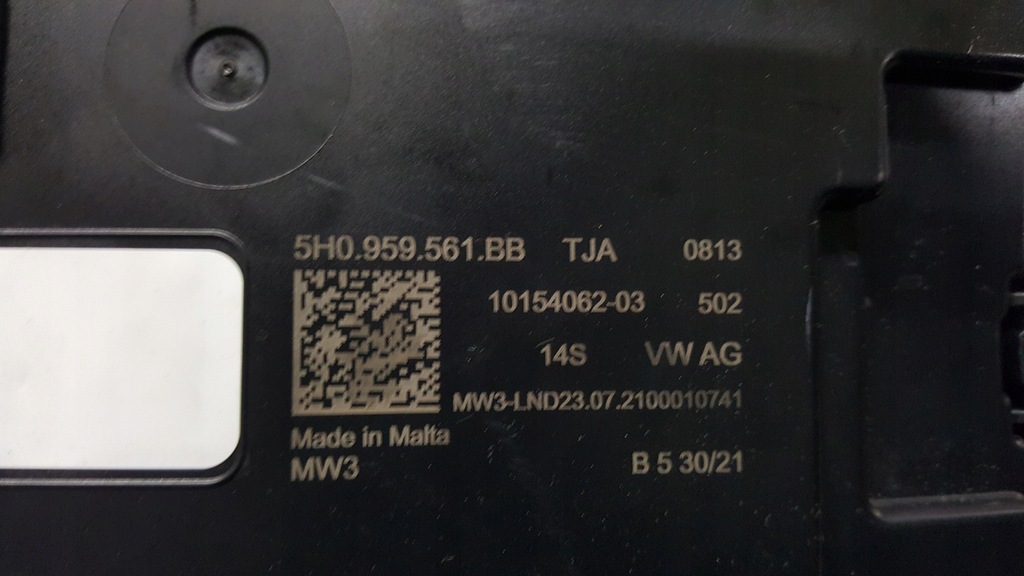 5H0.959.561.BB TJA 0813
10154062-03 502
14S VW AG
MW3-LND23.07.2100010741
Made in Malta
MW3 B 5 30/21